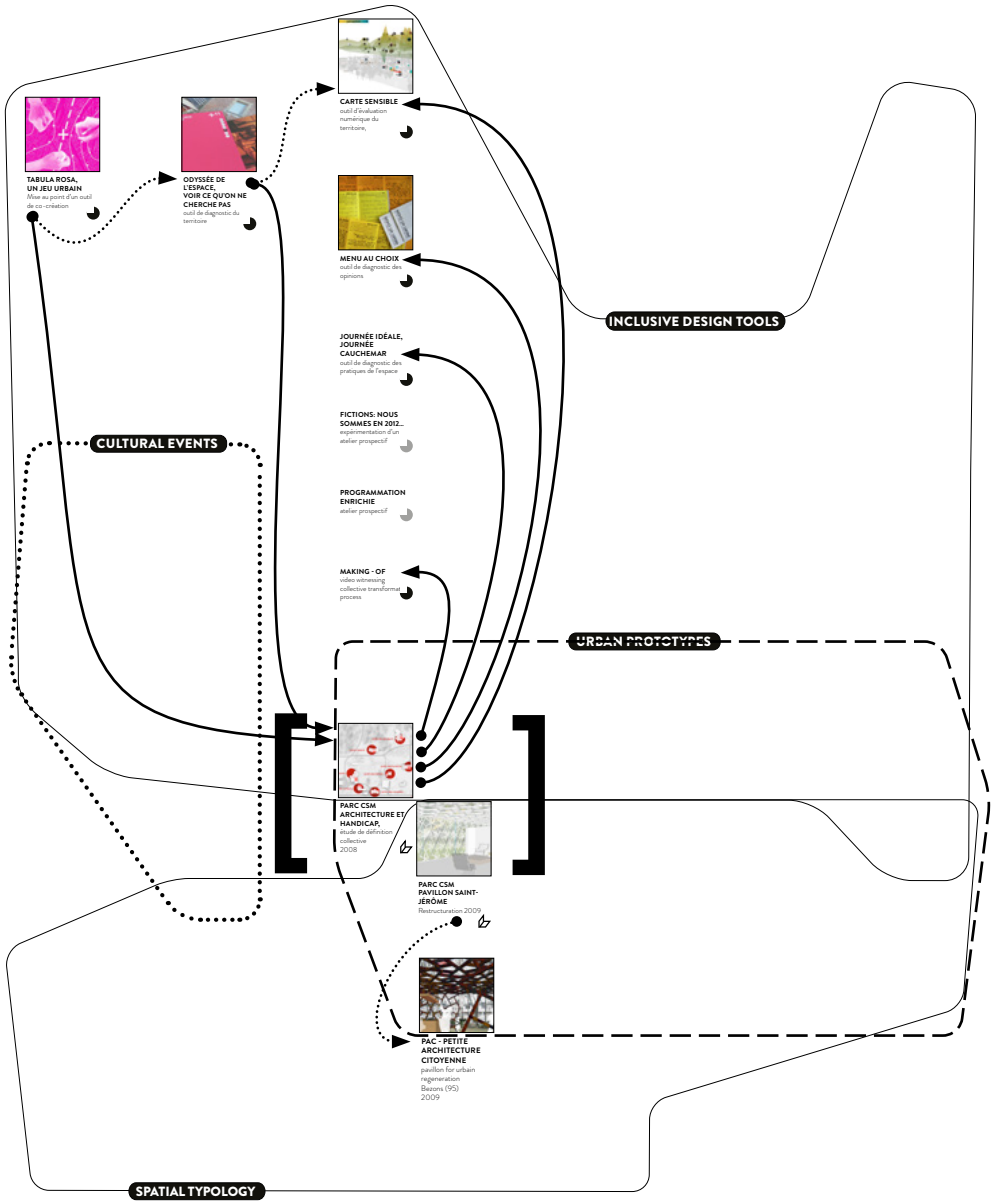 CARTE SENSIBLE
outil d'évaluation
numérique du
territoire,
TABULA ROSA,
UN JEU URBAIN
Mise au point d'un outil
de co-création
ODYSSÉE DE
L'ESPACE,
VOIR CE QU'ON NE
CHERCHE PAS
outil de diagnostic du
territoire
MENU AU CHOIX
outil de diagnostic des
opinions
INCLUSIVE DESIGN TOOLS
JOURNÉE IDÉALE,
JOURNÉE
CAUCHEMAR
outil de diagnostic des
pratiques de l'espace
FICTIONS: NOUS
SOMMES EN 2012...
expérimentation d'un
atelier prospectif
CULTURAL EVENTS
PROGRAMMATION
ENRICHIE
atelier prospectif
MAKING - OF
video witnessing
collective transformat
process
URBAN PROTOTYPES
PARC CSM
ARCHITECTURE ET
HANDICAP,
étude de définition
collective
2008
PARC CSM
PAVILLON SAINT-
JÉRÔME
Restructuration 2009
PAC - PETITE
ARCHITECTURE
CITOYENNE
pavillon for urbain
regeneration
Bezons (95)
2009
SPATIAL TYPOLOGY